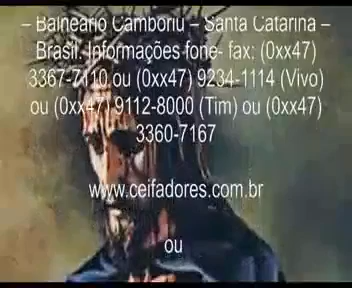 – Balneário Camboriú – Santa Catarina –
Brasil. Informações fone- fax: (0xx47)
3367-7110 ou (0xx47) 9234-1114 (Vivo)
ou (0xx47) 9112-8000 (Tim) ou (0xx47)
3360-7167
www.ceifadores.com.br
ou